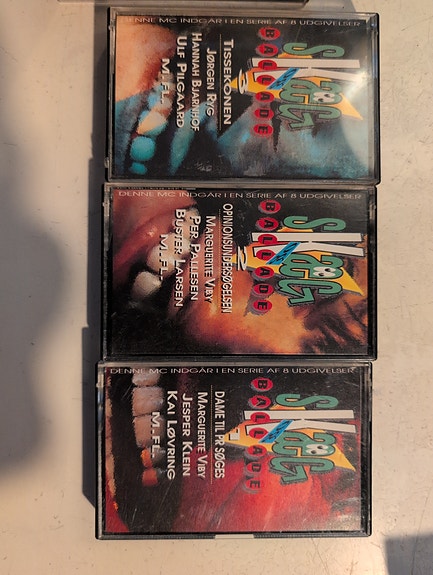 DENNE MC INDGÅR I EN SERIE AF 8 UDGIVELSER
SKÆG
BALLADE
TISSEKONEN
JØRGEN RYG
HANNAH BJARNHOF
ULF PILGAARD
M.FL.
DENNE MC INDGÅR I EN SERIE AF 8 UDGIVELSER
SKÆG
BALLADE
2
OPINIONSUNDERSØGELSEN
MARGUERITE VIBY
PER PALLESEN
BUSTER LARSEN
M.FL.
DENNE MC INDGÅR I EN SERIE AF 8 UDGIVELSER
SKÆG
BALLADE
DAME TIL PR SØGES
MARGUERITE VIBY
JESPER KLEIN
KAI LØVRING
M.FL.